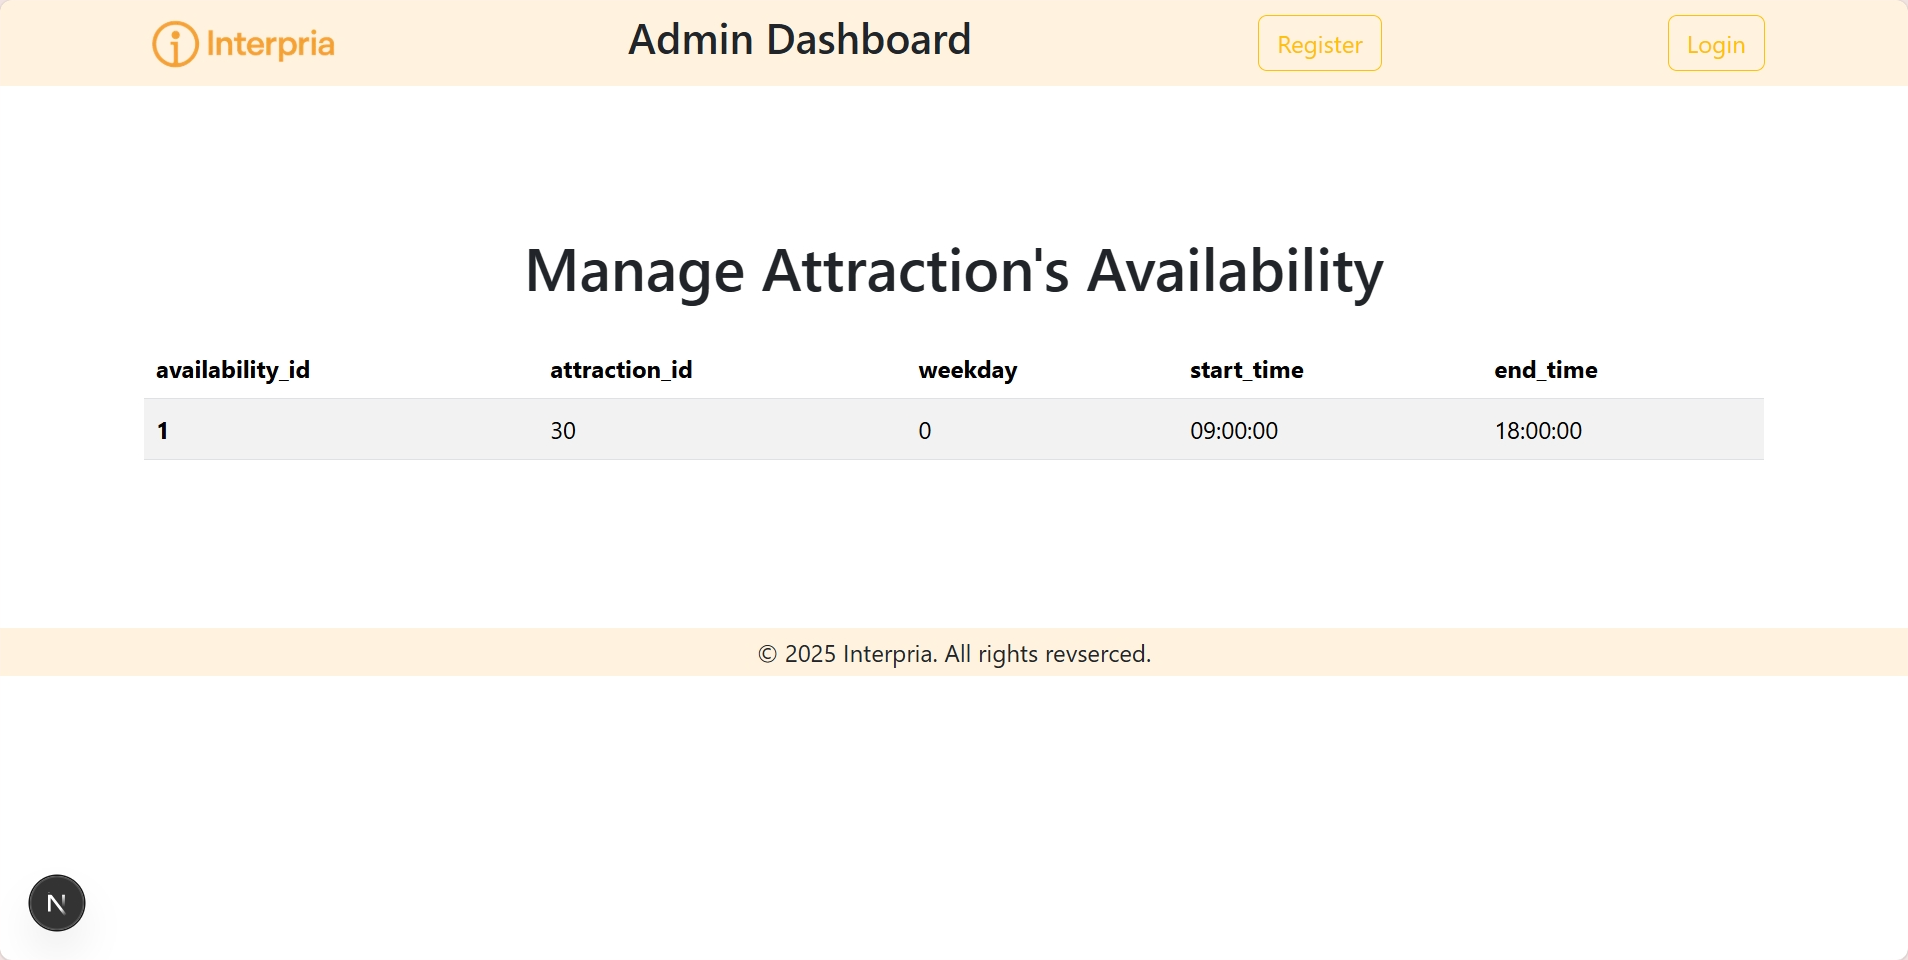 Interpria
Admin Dashboard
Register
Login
Manage Attraction's Availability
availability_id attraction_id weekday start_time end_time
1 30 0 09:00:00 18:00:00
© 2025 Interpria. All rights revserced.
N